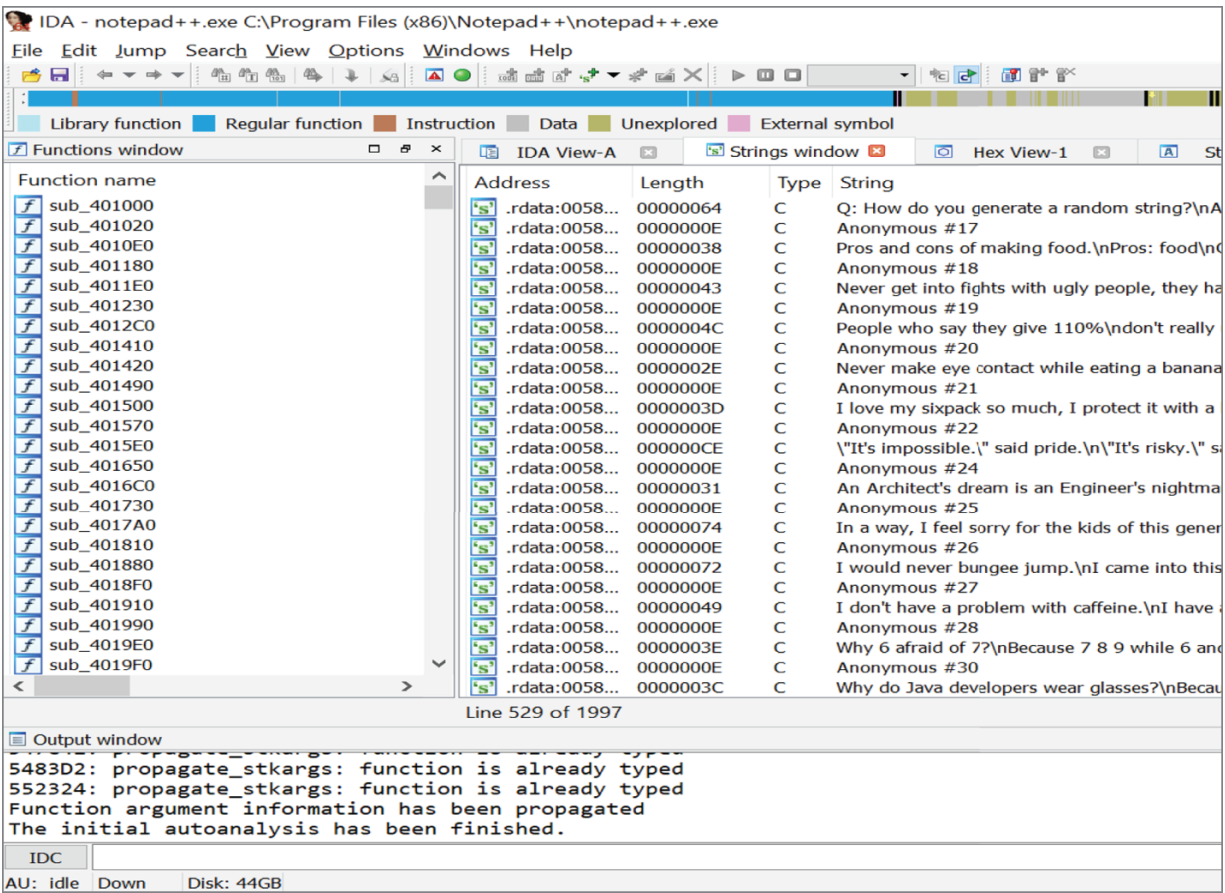 IDA - notepad++.exe C:\Program Files (x86)\Notepad++\notepad++.exe
File Edit Jump Search View Options Windows Help
Library function Regular function Instruction Data Unexplored External symbol
Functions window
IDA View-A Strings window Hex View-1 St
Function name
sub_401000
sub_401020
sub_4010E0
sub_401180
sub_4011E0
sub_401230
sub_4012C0
sub_401410
sub_401420
sub_401490
sub_401500
sub_401570
sub_4015E0
sub_401650
sub_4016C0
sub_401730
sub_4017A0
sub_401810
sub_401880
sub_4018F0
sub_401910
sub_401990
sub_4019E0
sub_4019F0
Address Length Type String
.rdata:0058... 00000064 C Q: How do you generate a random string?\nA
.rdata:0058... 0000000E C Anonymous #17
.rdata:0058... 00000038 C Pros and cons of making food.\nPros: food\nC
.rdata:0058... 0000000E C Anonymous #18
.rdata:0058... 00000043 C Never get into fights with ugly people, they ha
.rdata:0058... 0000000E C Anonymous #19
.rdata:0058... 0000004C C People who say they give 110%\ndon't really
.rdata:0058... 0000000E C Anonymous #20
.rdata:0058... 0000002E C Never make eye contact while eating a banana
.rdata:0058... 0000000E C Anonymous #21
.rdata:0058... 0000003D C I love my sixpack so much, I protect it with a
.rdata:0058... 0000000E C Anonymous #22
.rdata:0058... 000000CE C \"It's impossible.\" said pride.\n\"It's risky.\" s
.rdata:0058... 0000000E C Anonymous #24
.rdata:0058... 00000031 C An Architect's dream is an Engineer's nightma
.rdata:0058... 0000000E C Anonymous #25
.rdata:0058... 00000074 C In a way, I feel sorry for the kids of this gener
.rdata:0058... 0000000E C Anonymous #26
.rdata:0058... 00000072 C I would never bungee jump.\nI came into this
.rdata:0058... 0000000E C Anonymous #27
.rdata:0058... 00000049 C I don't have a problem with caffeine.\nI have
.rdata:0058... 0000000E C Anonymous #28
.rdata:0058... 0000003E C Why 6 afraid of 7?\nBecause 7 8 9 while 6 and
.rdata:0058... 0000000E C Anonymous #30
.rdata:0058... 0000003C C Why do Java developers wear glasses?\nBecau
Line 529 of 1997
Output window
5483D2: propagate_stkargs: function is already typed
552324: propagate_stkargs: function is already typed
Function argument information has been propagated
The initial autoanalysis has been finished.
IDC
AU: idle Down Disk: 44GB